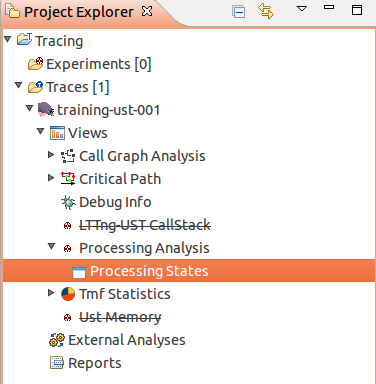 Project Explorer
Tracing
Experiments [0]
Traces [1]
training-ust-001
Views
Call Graph Analysis
Critical Path
Debug Info
LTTng-UST CallStack
Processing Analysis
Processing States
Tmf Statistics
Ust Memory
External Analyses
Reports